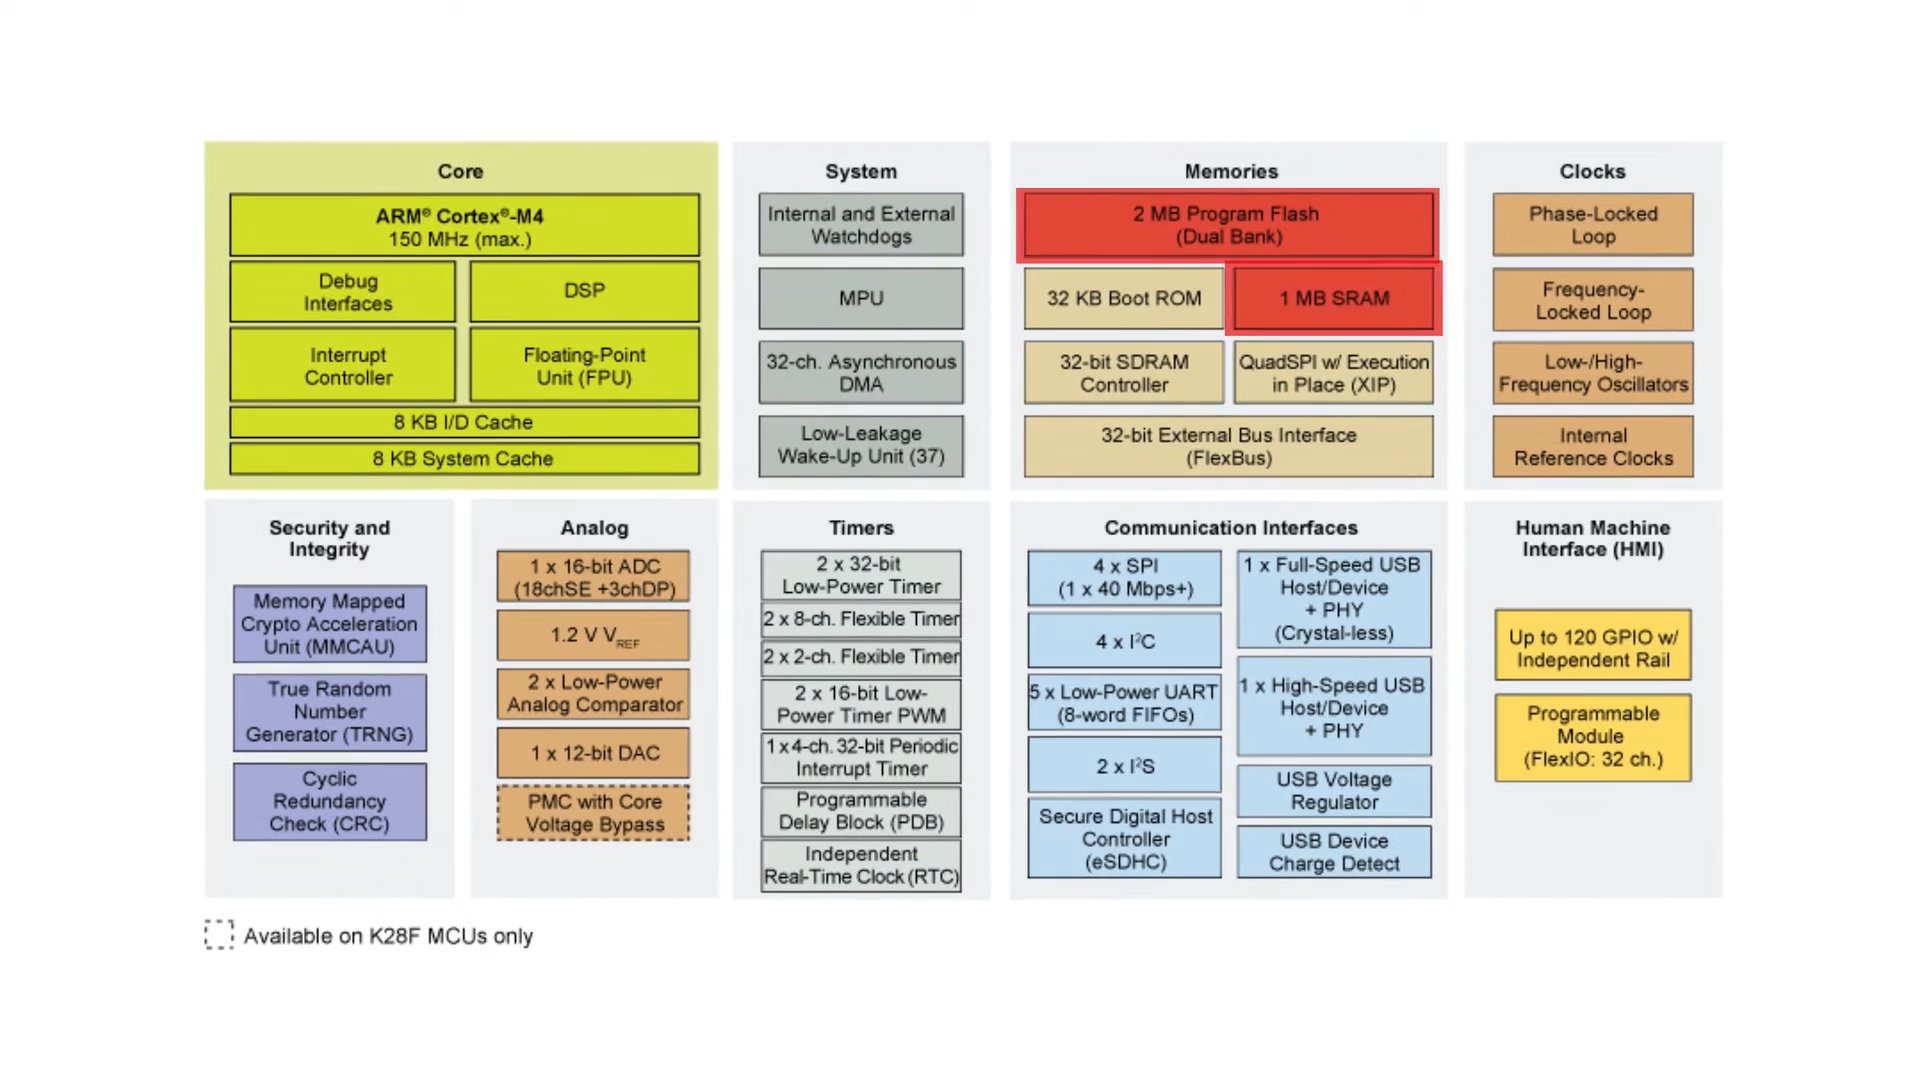 Core
ARM® Cortex®-M4
150 MHz (max.)
Debug
Interfaces
DSP
Interrupt
Controller
Floating-Point
Unit (FPU)
8 KB I/D Cache
8 KB System Cache
System
Internal and External
Watchdogs
MPU
32-ch. Asynchronous
DMA
Low-Leakage
Wake-Up Unit (37)
Memories
2 MB Program Flash
(Dual Bank)
32 KB Boot ROM
1 MB SRAM
32-bit SDRAM
Controller
QuadSPI w/ Execution
in Place (XIP)
32-bit External Bus Interface
(FlexBus)
Clocks
Phase-Locked
Loop
Frequency-
Locked Loop
Low-/High-
Frequency Oscillators
Internal
Reference Clocks
Security and
Integrity
Memory Mapped
Crypto Acceleration
Unit (MMCAU)
True Random
Number
Generator (TRNG)
Cyclic
Redundancy
Check (CRC)
Analog
1 x 16-bit ADC
(18chSE +3chDP)
1.2 V VREF
2 x Low-Power
Analog Comparator
1 x 12-bit DAC
PMC with Core
Voltage Bypass
Timers
2 x 32-bit
Low-Power Timer
2 x 8-ch. Flexible Timer
2 x 2-ch. Flexible Timer
2 x 16-bit Low-
Power Timer PWM
1 x 4-ch. 32-bit Periodic
Interrupt Timer
Programmable
Delay Block (PDB)
Independent
Real-Time Clock (RTC)
Communication Interfaces
4 x SPI
(1 x 40 Mbps+)
4 x I²C
5 x Low-Power UART
(8-word FIFOs)
2 x I²S
Secure Digital Host
Controller
(eSDHC)
1 x Full-Speed USB
Host/Device
+ PHY
(Crystal-less)
1 x High-Speed USB
Host/Device
+ PHY
USB Voltage
Regulator
USB Device
Charge Detect
Human Machine
Interface (HMI)
Up to 120 GPIO w/
Independent Rail
Programmable
Module
(FlexIO: 32 ch.)
Available on K28F MCUs only